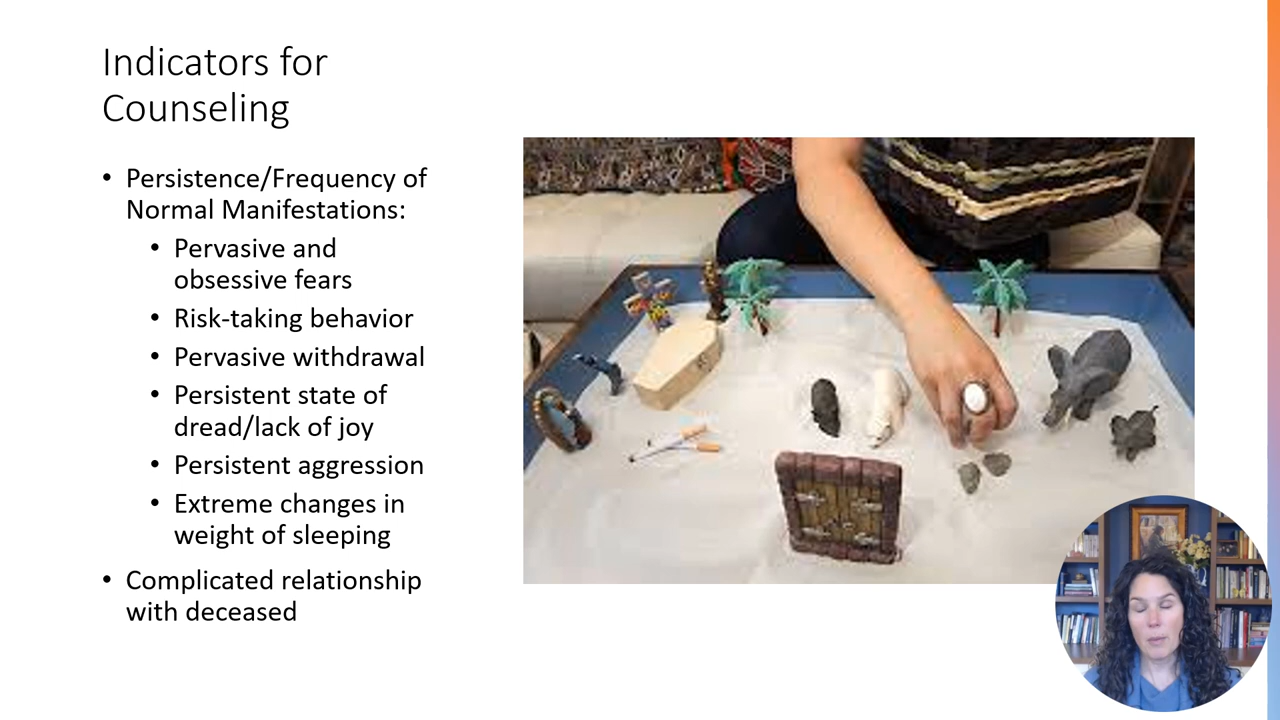 Indicators for
Counseling
• Persistence/Frequency of
Normal Manifestations:
• Pervasive and
obsessive fears
• Risk-taking behavior
• Pervasive withdrawal
• Persistent state of
dread/lack of joy
• Persistent aggression
• Extreme changes in
weight of sleeping
• Complicated relationship
with deceased